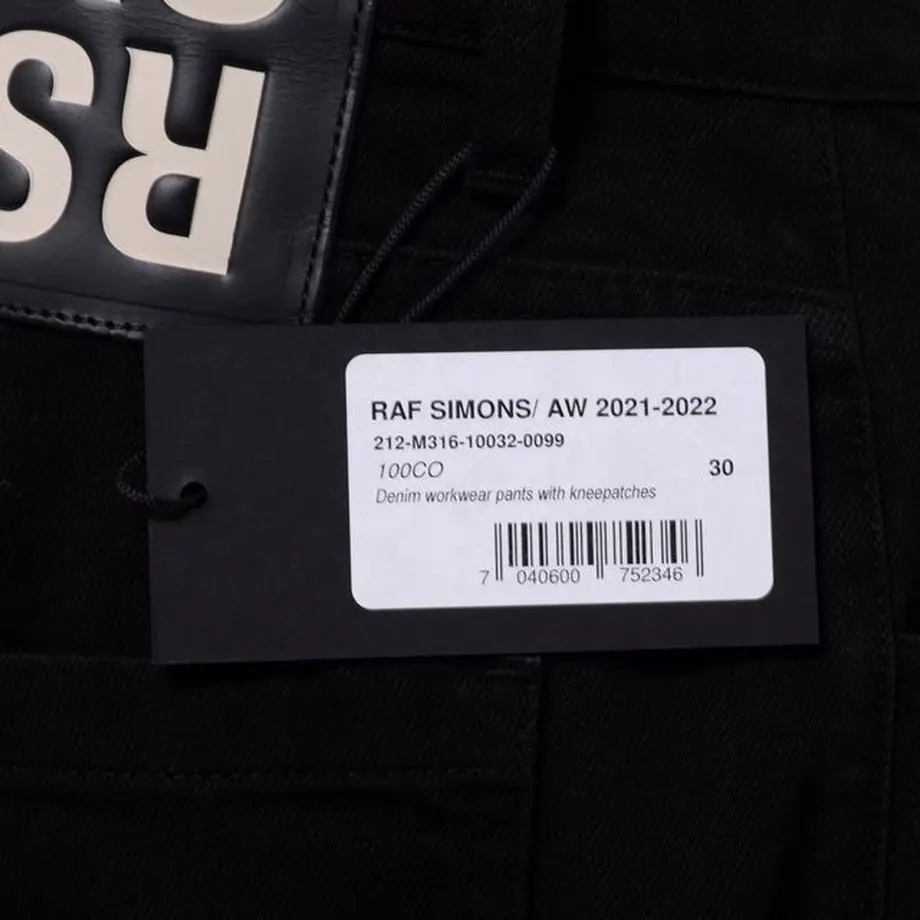 RS
RAF SIMONS/ AW 2021-2022
212-M316-10032-0099
100CO 30
Denim workwear pants with kneepatches
7 040600 752346